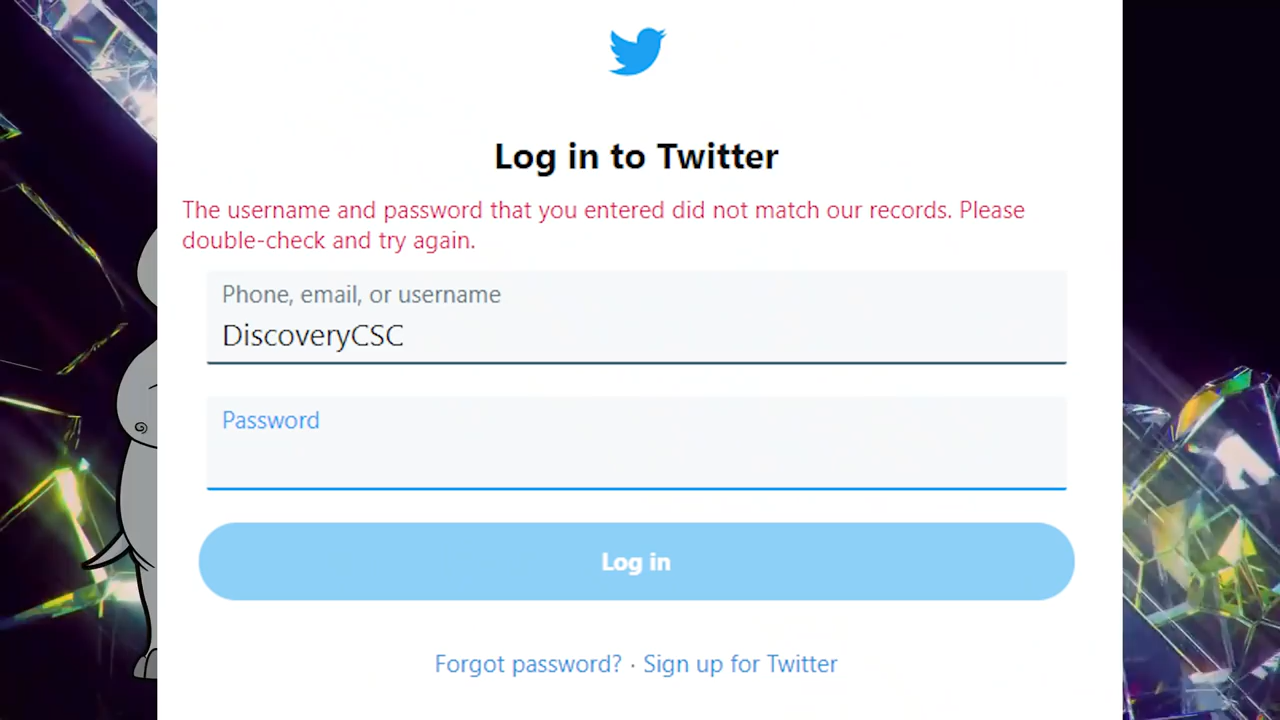 Log in to Twitter
The username and password that you entered did not match our records. Please
double-check and try again.
Phone, email, or username
DiscoveryCSC
Password
Log in
Forgot password? · Sign up for Twitter